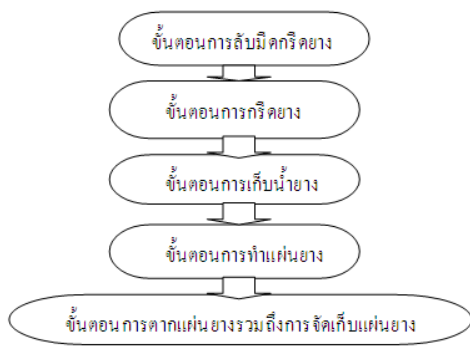 ขั้นตอนการลับมีดกรีดยาง
ขั้นตอนการกรีดยาง
ขั้นตอนการเก็บน้ำยาง
ขั้นตอนการทำแผ่นยาง
ขั้นตอนการตากแผ่นยางรวมถึงการจัดเก็บแผ่นยาง